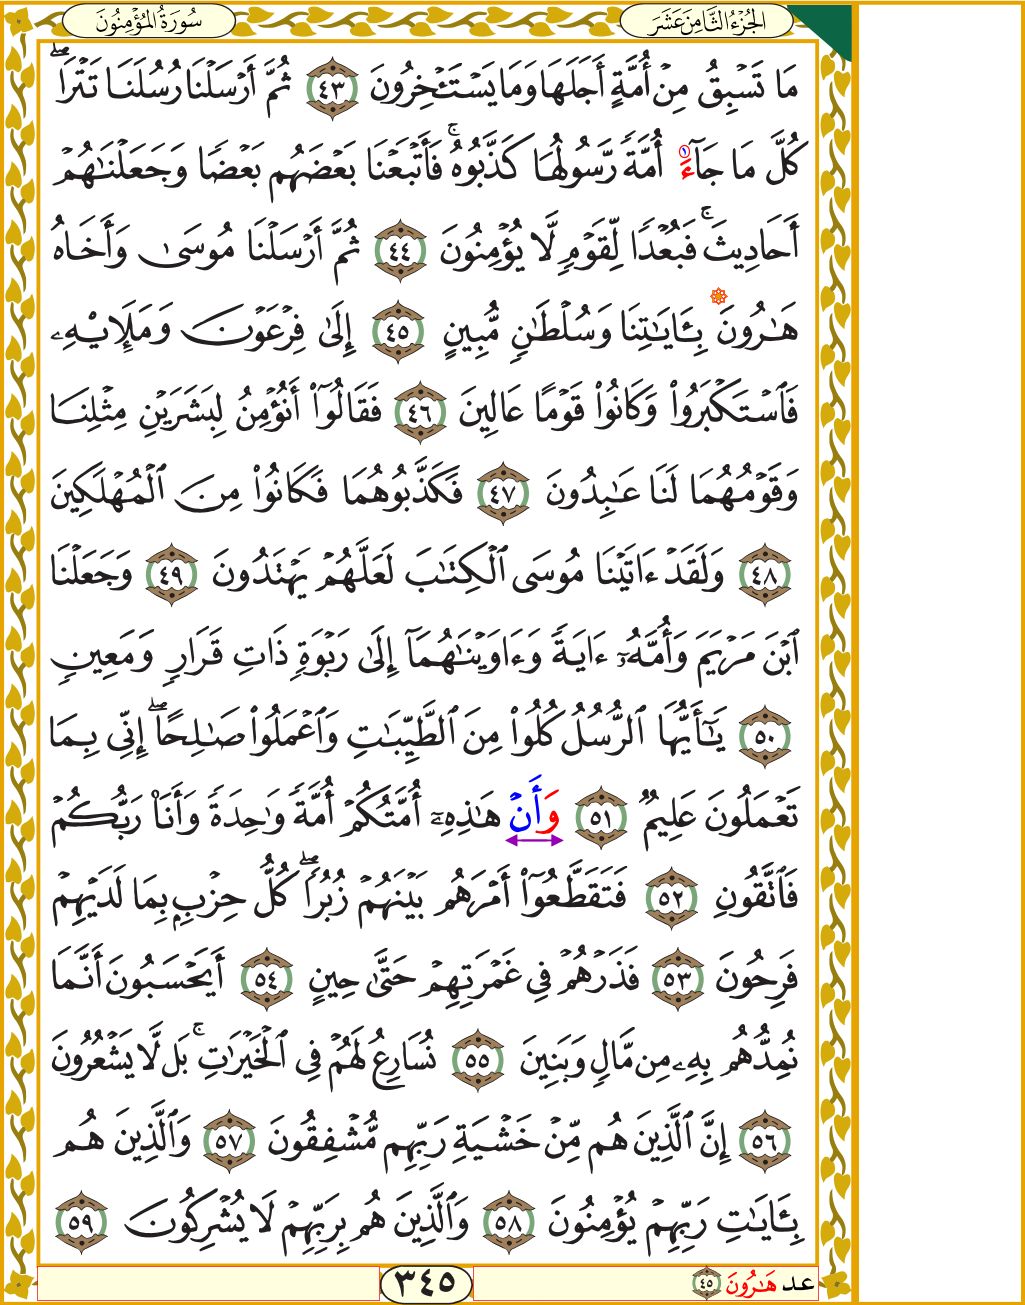 سُورَةُ المُؤْمِنُونَ
الجُزْءُ الثَّامِنَ عَشَرَ
مَا تَسۡبِقُ مِنۡ أُمَّةٍ أَجَلَهَا وَمَا يَسۡتَـٔۡخِرُونَ ٤٣ ثُمَّ أَرۡسَلۡنَا رُسُلَنَا تَتۡرَاۖ
كُلَّ مَا جَآءَ ١ أُمَّةٗ رَّسُولُهَا كَذَّبُوهُۚ فَأَتۡبَعۡنَا بَعۡضَهُم بَعۡضٗا وَجَعَلۡنَٰهُمۡ
أَحَادِيثَۚ فَبُعۡدٗا لِّقَوۡمٖ لَّا يُؤۡمِنُونَ ٤٤ ثُمَّ أَرۡسَلۡنَا مُوسَىٰ وَأَخَاهُ
هَٰرُونَ بِـَٔايَٰتِنَا وَسُلۡطَٰنٖ مُّبِينٍ ٤٥ إِلَىٰ فِرۡعَوۡنَ وَمَلَإِيْهِۦ
فَٱسۡتَكۡبَرُواْ وَكَانُواْ قَوۡمًا عَالِينَ ٤٦ فَقَالُوٓاْ أَنُؤۡمِنُ لِبَشَرَيۡنِ مِثۡلِنَا
وَقَوۡمُهُمَا لَنَا عَٰبِدُونَ ٤٧ فَكَذَّبُوهُمَا فَكَانُواْ مِنَ ٱلۡمُهۡلَكِينَ
٤٨ وَلَقَدۡ ءَاتَيۡنَا مُوسَى ٱلۡكِتَٰبَ لَعَلَّهُمۡ يَهۡتَدُونَ ٤٩ وَجَعَلۡنَا
ٱبۡنَ مَرۡيَمَ وَأُمَّهُۥٓ ءَايَةٗ وَءَاوَيۡنَٰهُمَآ إِلَىٰ رَبۡوَةٖ ذَاتِ قَرَارٖ وَمَعِينٖ
٥٠ يَٰٓأَيُّهَا ٱلرُّسُلُ كُلُواْ مِنَ ٱلطَّيِّبَٰتِ وَٱعۡمَلُواْ صَٰلِحًاۖ إِنِّي بِمَا
تَعۡمَلُونَ عَلِيمٞ ٥١ وَأَنۡ هَٰذِهِۦٓ أُمَّتُكُمۡ أُمَّةٗ وَٰحِدَةٗ وَأَنَا۠ رَبُّكُمۡ
فَٱتَّقُونِ ٥٢ فَتَقَطَّعُوٓاْ أَمۡرَهُم بَيۡنَهُمۡ زُبُرٗاۖ كُلُّ حِزۡبِۭ بِمَا لَدَيۡهِمۡ
فَرِحُونَ ٥٣ فَذَرۡهُمۡ فِي غَمۡرَتِهِمۡ حَتَّىٰ حِينٍ ٥٤ أَيَحۡسَبُونَ أَنَّمَا
نُمِدُّهُم بِهِۦ مِن مَّالٖ وَبَنِينَ ٥٥ نُسَارِعُ لَهُمۡ فِي ٱلۡخَيۡرَٰتِۚ بَل لَّا يَشۡعُرُونَ
٥٦ إِنَّ ٱلَّذِينَ هُم مِّنۡ خَشۡيَةِ رَبِّهِم مُّشۡفِقُونَ ٥٧ وَٱلَّذِينَ هُم
بِـَٔايَٰتِ رَبِّهِمۡ يُؤۡمِنُونَ ٥٨ وَٱلَّذِينَ هُم بِرَبِّهِمۡ لَا يُشۡرِكُونَ ٥٩
عد هَٰرُونَ ٤٥
٣٤٥